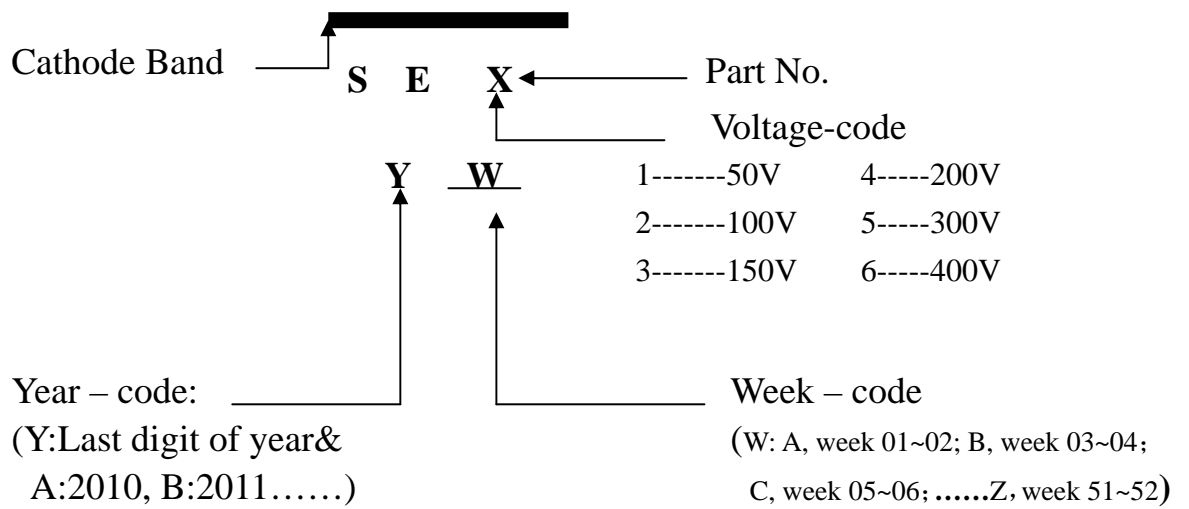 Cathode Band
S E X
Part No.
Voltage-code
Y W
1-------50V 4-----200V
2-------100V 5-----300V
3-------150V 6-----400V
Year – code:
(Y:Last digit of year&
A:2010, B:2011……)
Week – code
(W: A, week 01~02; B, week 03~04;
C, week 05~06; ……Z, week 51~52)